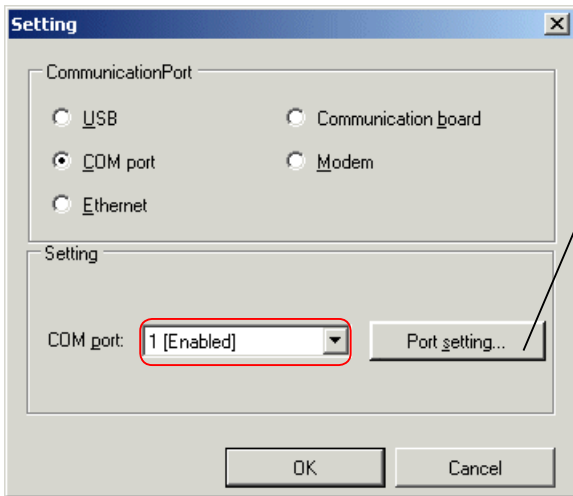 Setting
CommunicationPort
USB
Communication board
COM port
Modem
Ethernet
Setting
COM port:
1 [Enabled]
Port setting...
OK
Cancel